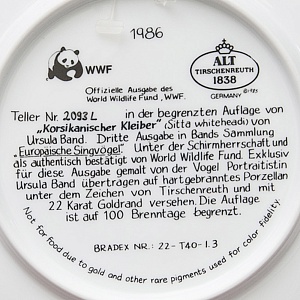 1986
WWF
Offizielle Ausgabe des
World Wildlife Fund, WWF.
ALT
TIRSCHENREUTH
1838
GERMANY ©1985
Teller Nr. 2093 L in der begrenzten Auflage von
„Korsikanischer Kleiber" (Sitta whiteheadi) von
Ursula Band. Dritte Ausgabe in Bands Sammlung
„Europäische Singvögel". Unter der Schirmherrschaft und
als authentisch bestätigt von World Wildlife Fund. Exklusiv
für diese Ausgabe gemalt von der Vogel Portraitistin
Ursula Band übertragen auf hartgebranntes Porzellan
unter dem Zeichen von Tirschenreuth und mit
22 Karat Goldrand versehen. Die Auflage
ist auf 100 Brenntage begrenzt.
Not for food due to gold and other rare pigments used for color fidelity.
BRADEX NR.: 22-T40-1.3